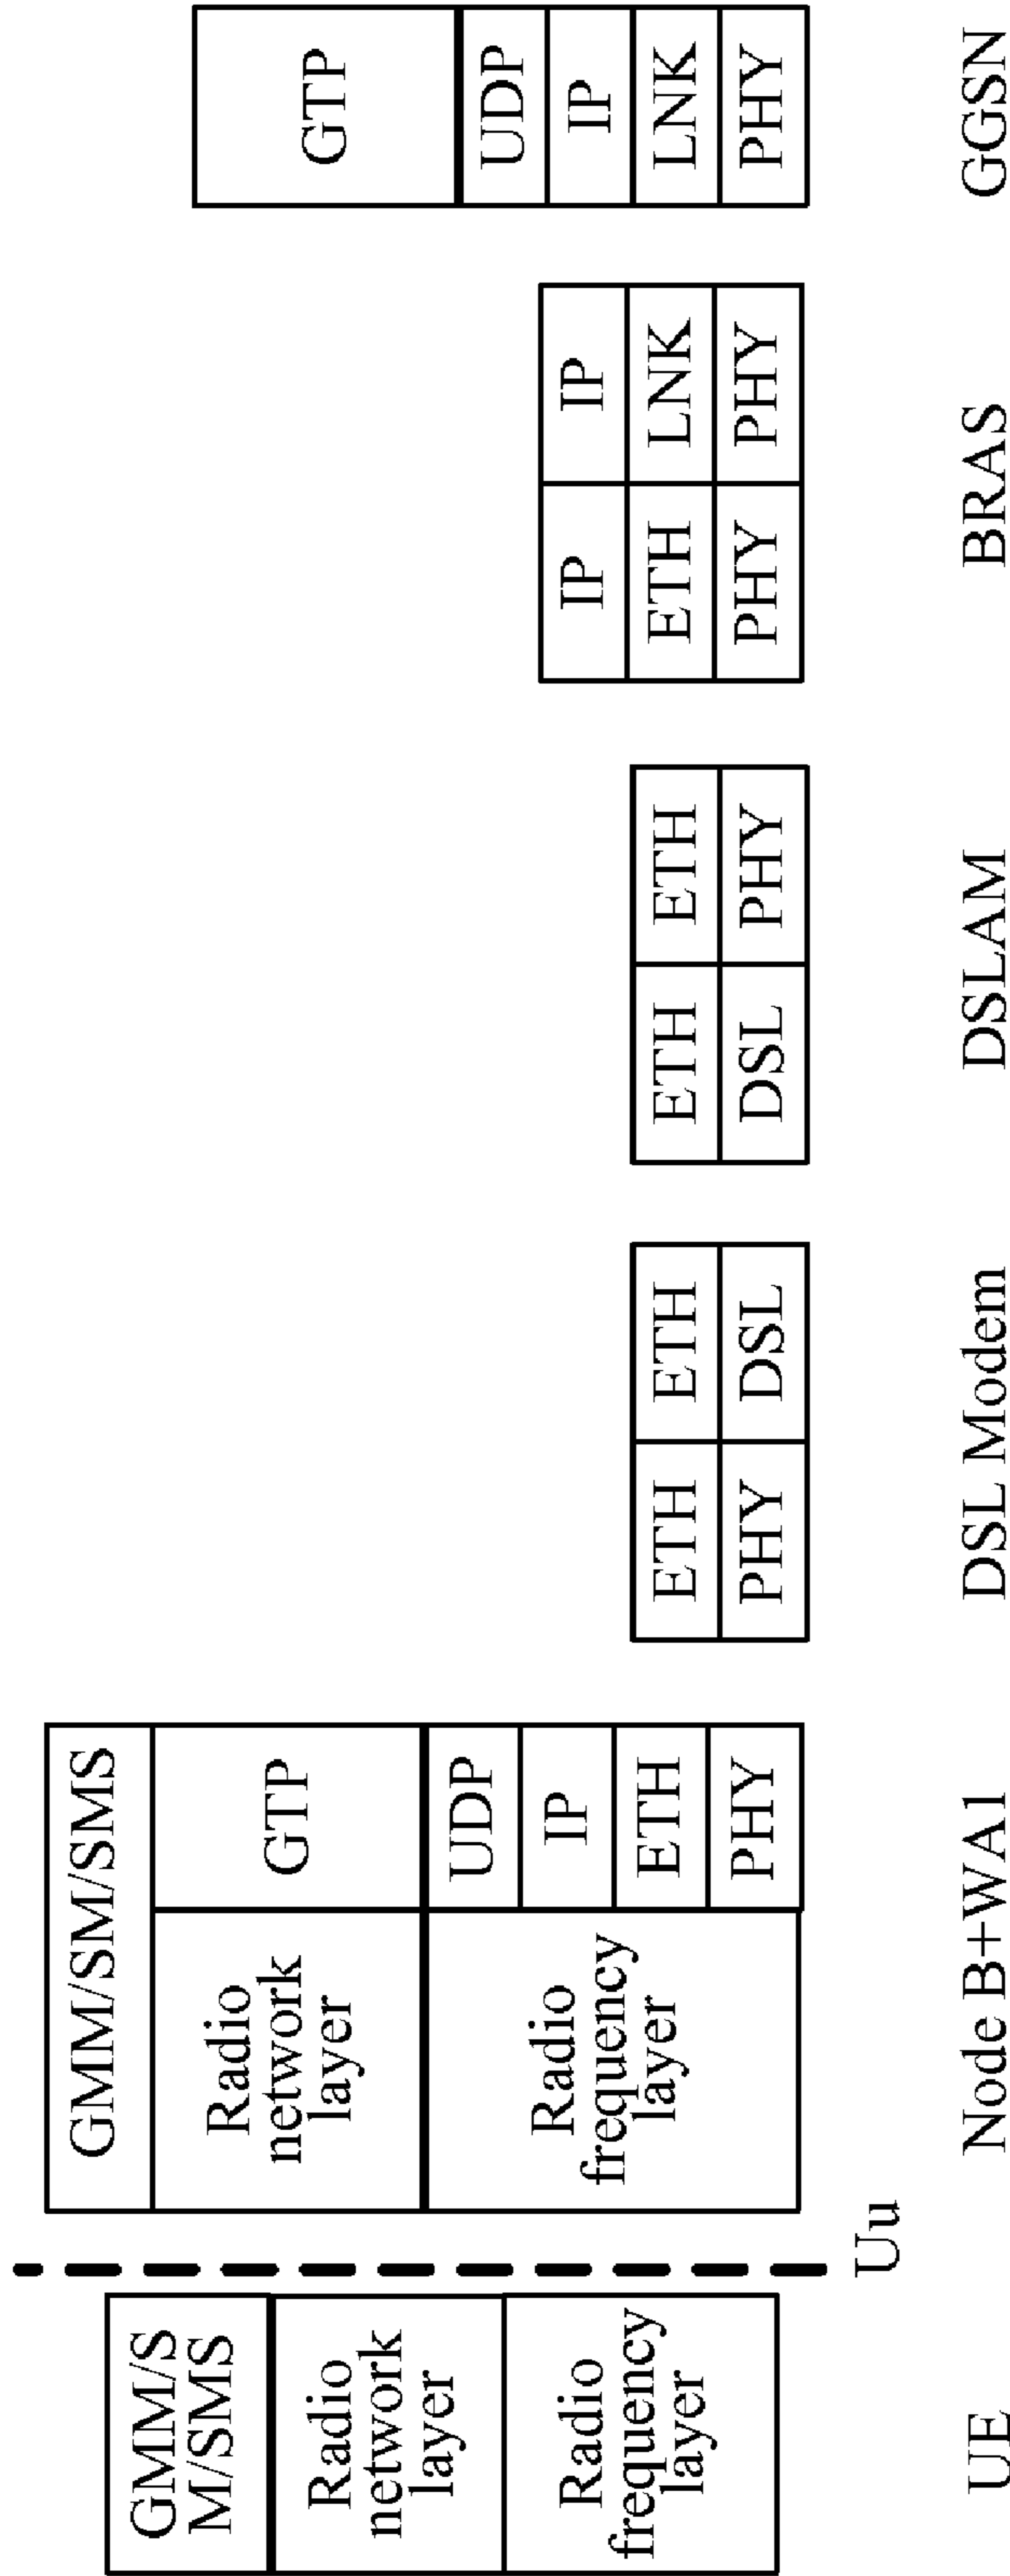 GMM/S
M/SMS
Radio
network
layer
Radio
frequency
layer
UE
Uu
GMM/SM/SMS
Radio
network
layer
GTP
Radio
frequency
layer
UDP
IP
ETH
PHY
Node B+WA1
ETH
ETH
PHY
DSL
DSL Modem
ETH
ETH
DSL
PHY
DSLAM
IP
IP
ETH
LNK
PHY
PHY
BRAS
GTP
UDP
IP
LNK
PHY
GGSN